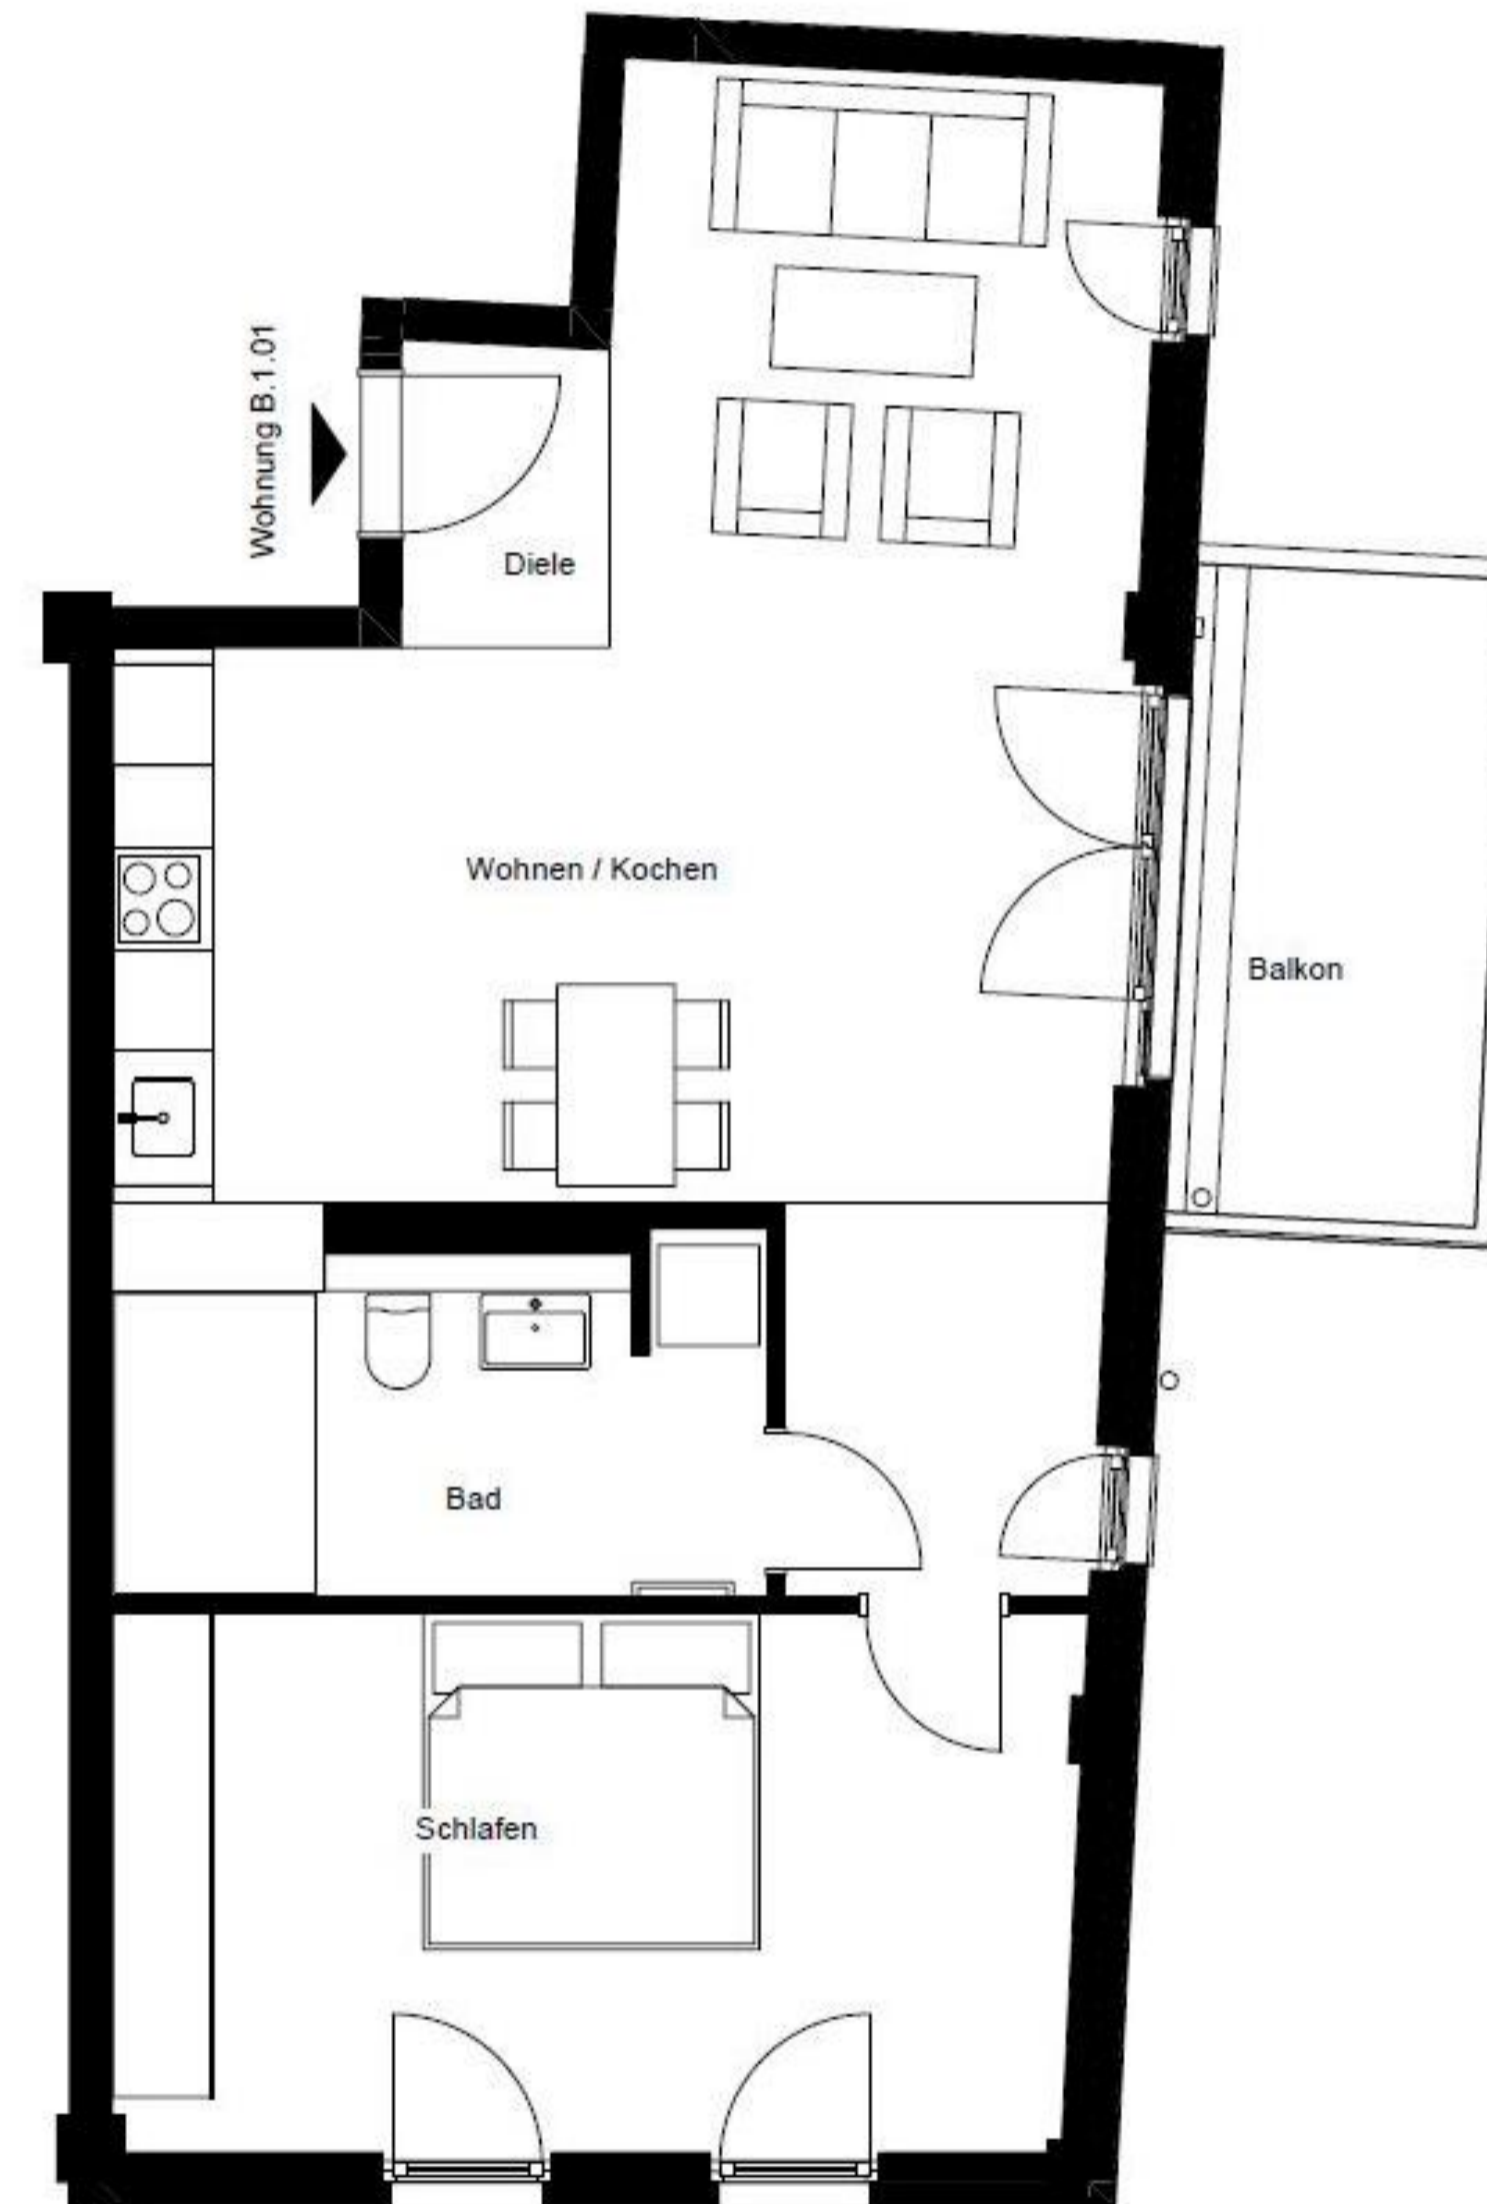 Wohnung B.1.01
Diele
Wohnen / Kochen
Balkon
Bad
Schlafen